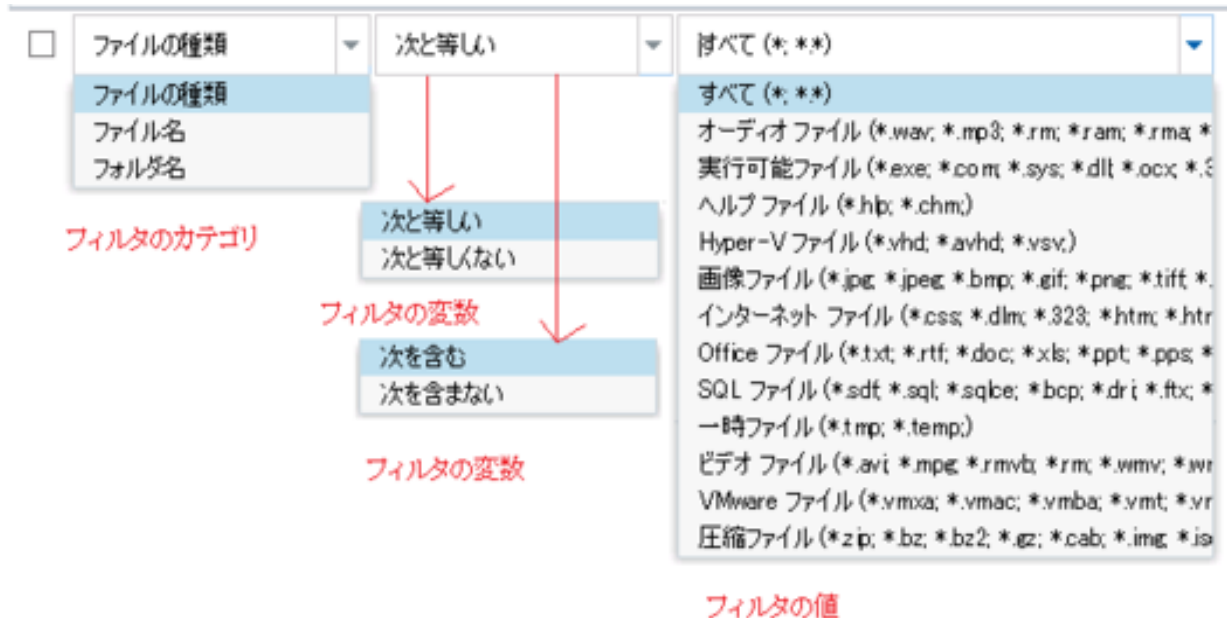 ファイルの種類 次と等しい すべて (*; *.*)
ファイルの種類
ファイル名
フォルダ名
フィルタのカテゴリ
次と等しい
次と等しくない
フィルタの変数
次を含む
次を含まない
フィルタの変数
すべて (*; *.*)
オーディオ ファイル (*.wav; *.mp3; *.rm; *.ram; *.rma; *
実行可能ファイル (*.exe; *.com; *.sys; *.dll; *.ocx; *.3
ヘルプ ファイル (*.hlp; *.chm;)
Hyper-V ファイル (*.vhd; *.avhd; *.vsv;)
画像ファイル (*.jpg; *.jpeg; *.bmp; *.gif; *.png; *.tiff; *.
インターネット ファイル (*.css; *.dlm; *.323; *.htm; *.htr
Office ファイル (*.txt; *.rtf; *.doc; *.xls; *.ppt; *.pps; *
SQL ファイル (*.sdf; *.sql; *.sqlce; *.bcp; *.dri; *.ftx; *
一時ファイル (*.tmp; *.temp;)
ビデオ ファイル (*.avi; *.mpg; *.rmvb; *.rm; *.wmv; *.wr
VMware ファイル (*.vmxa; *.vmac; *.vmba; *.vmt; *.vr
圧縮ファイル (*.zip; *.bz; *.bz2; *.gz; *.cab; *.img; *.is
フィルタの値